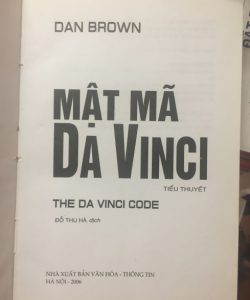 DAN BROWN
MẬT MÃ
DA VINCI
TIỂU THUYẾT
THE DA VINCI CODE
ĐỖ THU HÀ dịch
NHÀ XUẤT BẢN VĂN HÓA - THÔNG TIN
HÀ NỘI - 2006